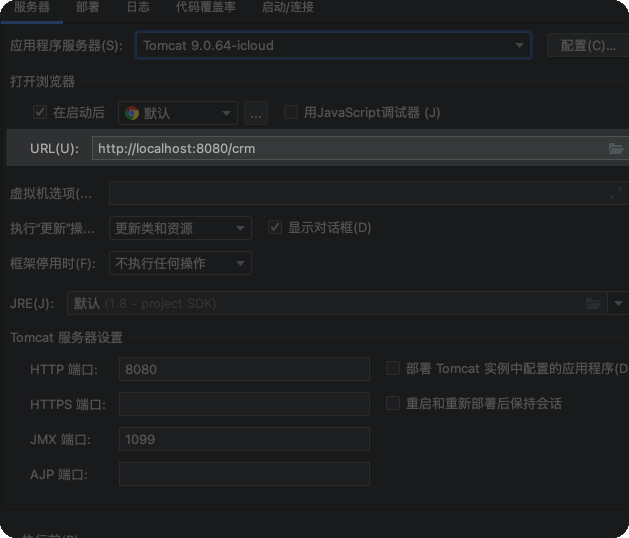 服务器 部署 日志 代码覆盖率 启动/连接
应用程序服务器(S): Tomcat 9.0.64-icloud 配置(C)...
打开浏览器
在启动后 默认 ... 用JavaScript调试器 (J)
URL(U): http://localhost:8080/crm
虚拟机选项(...
执行“更新”操... 更新类和资源 显示对话框(D)
框架停用时(F): 不执行任何操作
JRE(J): 默认 (1.8 - project SDK)
Tomcat 服务器设置
HTTP 端口: 8080 部署 Tomcat 实例中配置的应用程序(D
HTTPS 端口: 重启和重新部署后保持会话
JMX 端口: 1099
AJP 端口: